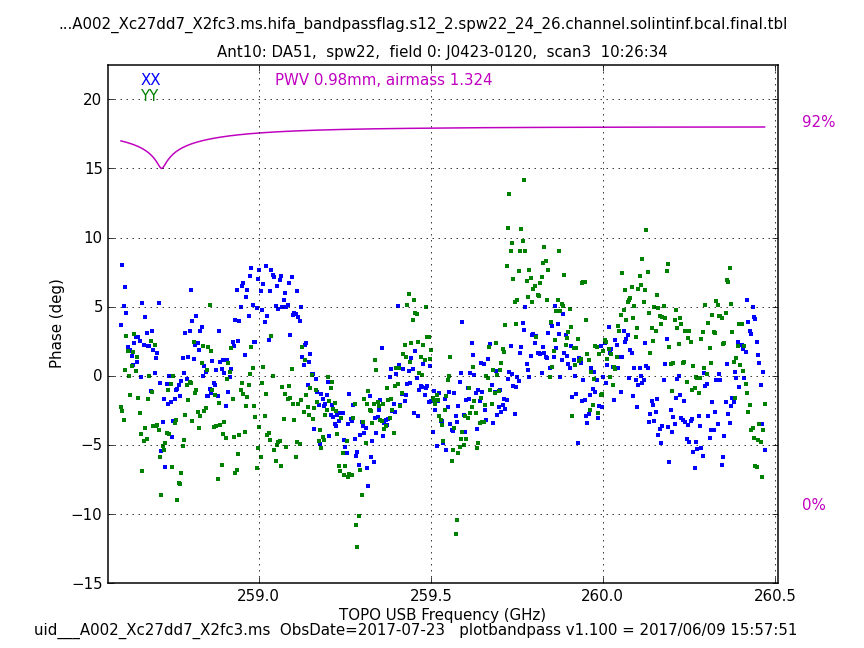 ...A002_Xc27dd7_X2fc3.ms.hifa_bandpassflag.s12_2.spw22_24_26.channel.solintinf.bcal.final.tbl
Ant10: DA51,  spw22,  field 0: J0423-0120,  scan3  10:26:34
XX
YY
PWV 0.98mm, airmass 1.324
92%
0%
20
15
10
5
0
−5
−10
−15
Phase (deg)
259.0
259.5
260.0
260.5
TOPO USB Frequency (GHz)
uid___A002_Xc27dd7_X2fc3.ms  ObsDate=2017-07-23   plotbandpass v1.100 = 2017/06/09 15:57:51